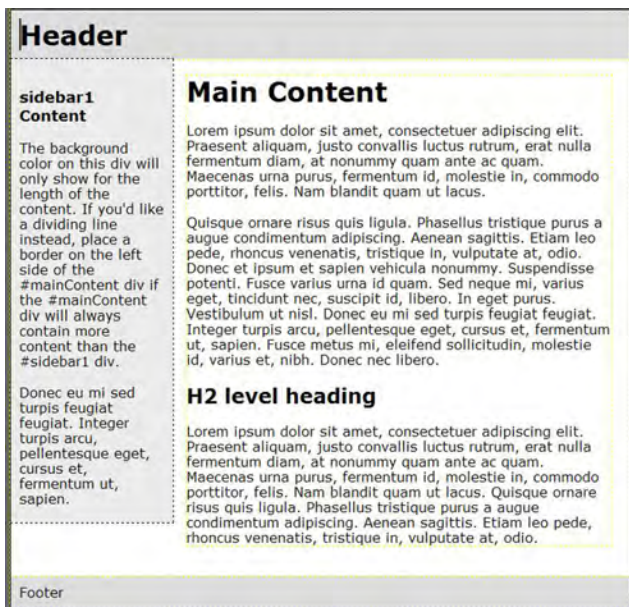 Header
sidebar1
Content
The background
color on this div will
only show for the
length of the
content. If you'd like
a dividing line
instead, place a
border on the left
side of the
#mainContent div if
the #mainContent
div will always
contain more
content than the
#sidebar1 div.
Donec eu mi sed
turpis feugiat
feugiat. Integer
turpis arcu,
pellentesque eget,
cursus et,
fermentum ut,
sapien.
Main Content
Lorem ipsum dolor sit amet, consectetuer adipiscing elit.
Praesent aliquam, justo convallis luctus rutrum, erat nulla
fermentum diam, at nonummy quam ante ac quam.
Maecenas urna purus, fermentum id, molestie in, commodo
porttitor, felis. Nam blandit quam ut lacus.
Quisque ornare risus quis ligula. Phasellus tristique purus a
augue condimentum adipiscing. Aenean sagittis. Etiam leo
pede, rhoncus venenatis, tristique in, vulputate at, odio.
Donec et ipsum et sapien vehicula nonummy. Suspendisse
potenti. Fusce varius urna id quam. Sed neque mi, varius
eget, tincidunt nec, suscipit id, libero. In eget purus.
Vestibulum ut nisl. Donec eu mi sed turpis feugiat feugiat.
Integer turpis arcu, pellentesque eget, cursus et, fermentum
ut, sapien. Fusce metus mi, eleifend sollicitudin, molestie
id, varius et, nibh. Donec nec libero.
H2 level heading
Lorem ipsum dolor sit amet, consectetuer adipiscing elit.
Praesent aliquam, justo convallis luctus rutrum, erat nulla
fermentum diam, at nonummy quam ante ac quam.
Maecenas urna purus, fermentum id, molestie in, commodo
porttitor, felis. Nam blandit quam ut lacus. Quisque ornare
risus quis ligula. Phasellus tristique purus a augue
condimentum adipiscing. Aenean sagittis. Etiam leo pede,
rhoncus venenatis, tristique in, vulputate at, odio.
Footer